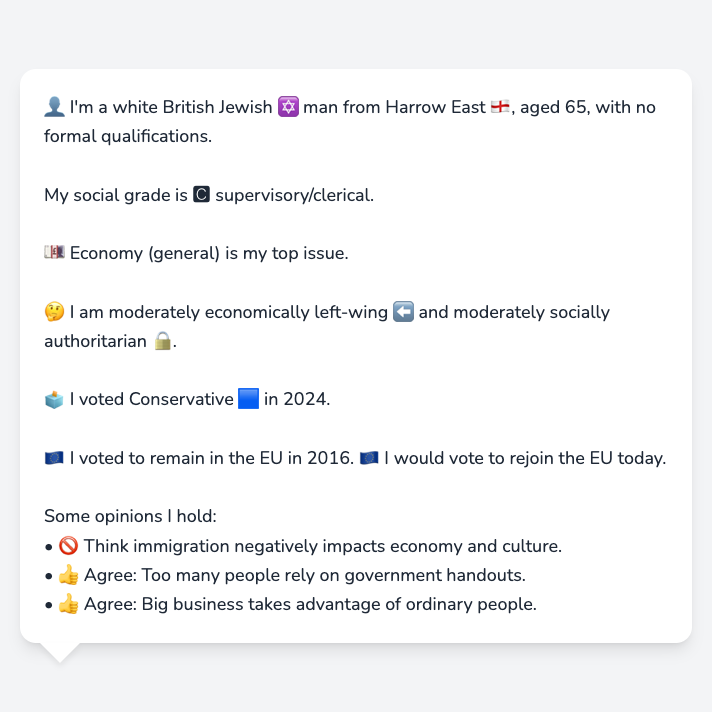 👤 I'm a white British Jewish ✡️ man from Harrow East 🏴󠁧󠁢󠁥󠁮󠁧󠁿, aged 65, with no
formal qualifications.
My social grade is 🅲 supervisory/clerical.
💷 Economy (general) is my top issue.
🤔 I am moderately economically left-wing ⬅️ and moderately socially
authoritarian 🔒.
🗳️ I voted Conservative 🟦 in 2024.
🇪🇺 I voted to remain in the EU in 2016. 🇪🇺 I would vote to rejoin the EU today.
Some opinions I hold:
• 🚫 Think immigration negatively impacts economy and culture.
• 👍 Agree: Too many people rely on government handouts.
• 👍 Agree: Big business takes advantage of ordinary people.